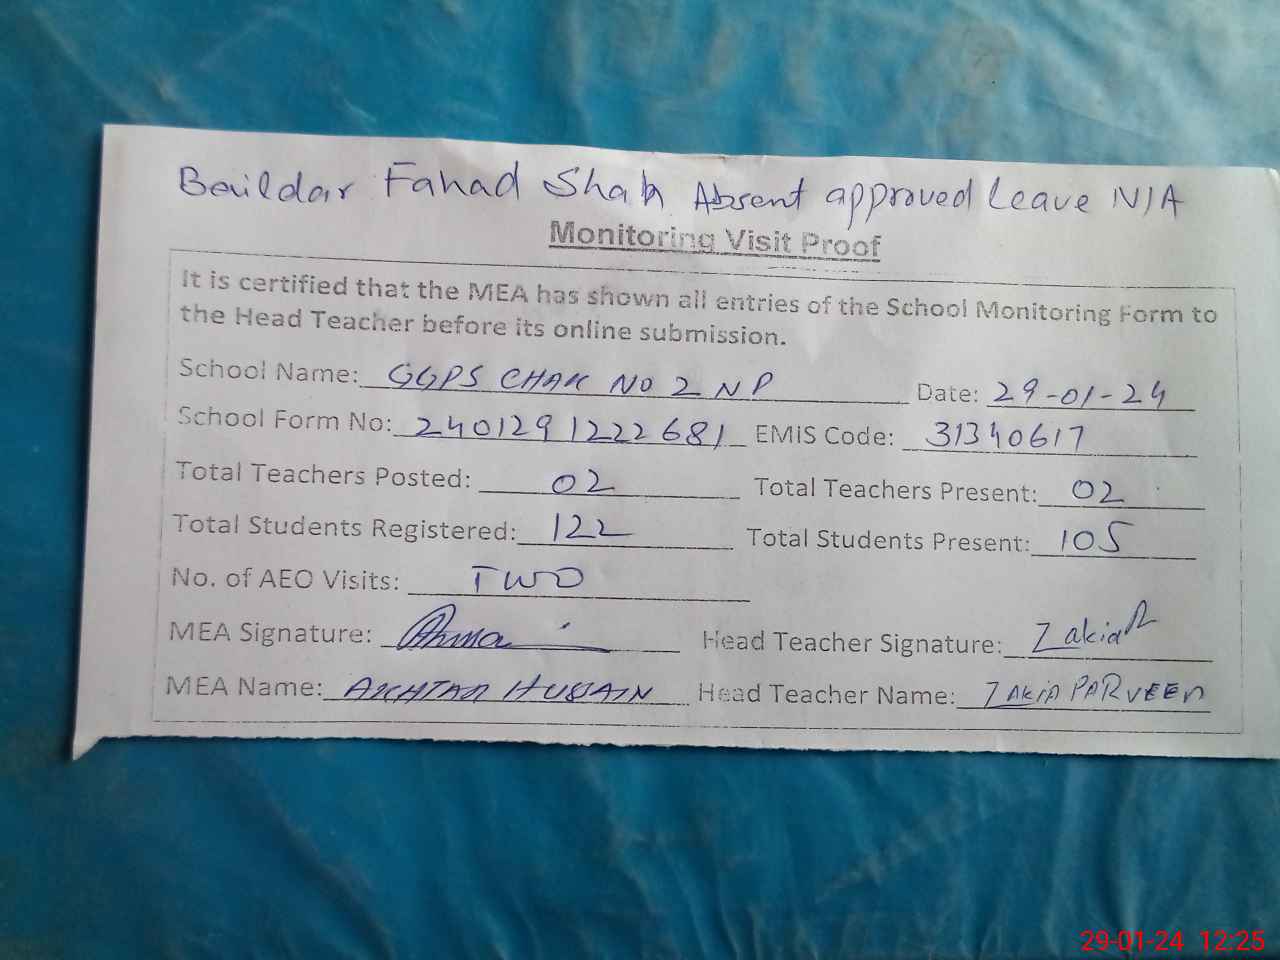 Beildar Fahad Shah Absent approved Leave N/A
Monitoring Visit Proof
It is certified that the MEA has shown all entries of the School Monitoring Form to
the Head Teacher before its online submission.
School Name: GGPS CHAK NO 2 NP Date: 29-01-24
School Form No: 2401291222681 EMIS Code: 31340617
Total Teachers Posted: 02 Total Teachers Present: 02
Total Students Registered: 122 Total Students Present: 105
No. of AEO Visits: TWO
MEA Signature: Head Teacher Signature: Zakia
MEA Name: AKHTAR HUSSAIN Head Teacher Name: ZAKIA PARVEEN
29-01-24 12:25